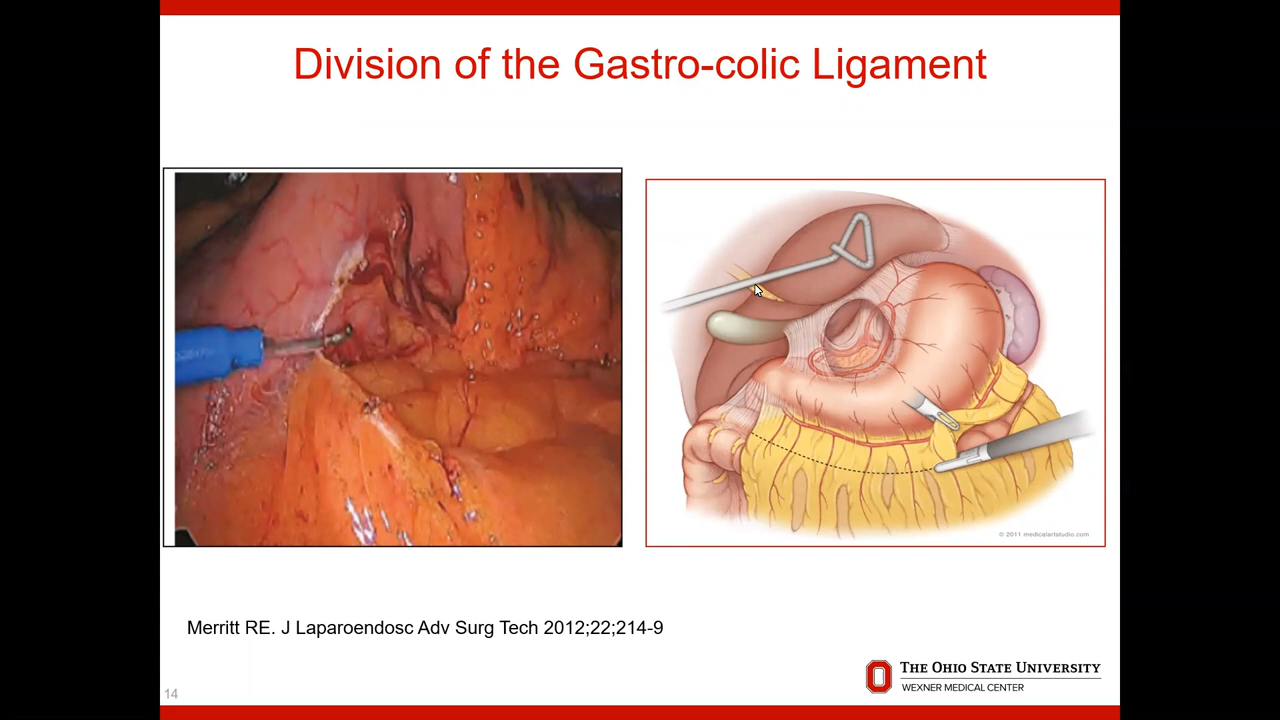 Division of the Gastro-colic Ligament
© 2011 medicalartstudio.com
Merritt RE. J Laparoendosc Adv Surg Tech 2012;22;214-9
THE OHIO STATE UNIVERSITY
WEXNER MEDICAL CENTER
14